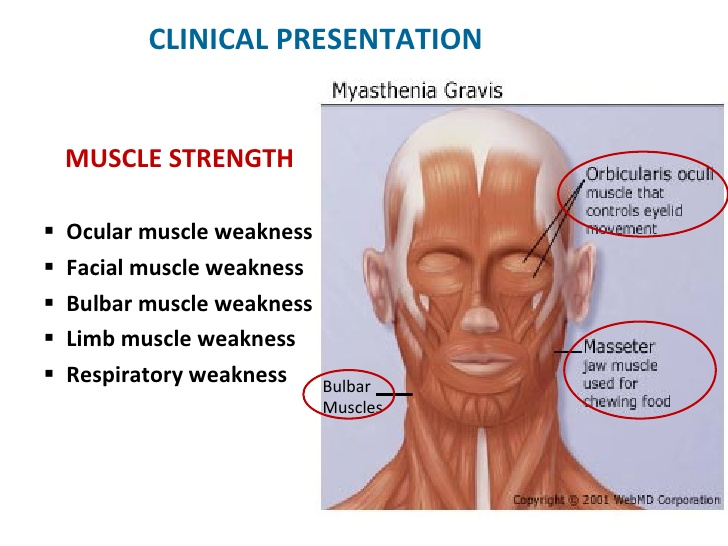 CLINICAL PRESENTATION
Myasthenia Gravis
MUSCLE STRENGTH
▪ Ocular muscle weakness
▪ Facial muscle weakness
▪ Bulbar muscle weakness
▪ Limb muscle weakness
▪ Respiratory weakness
Orbicularis oculi
muscle that
controls eyelid
movement
Masseter
jaw muscle
used for
chewing food
Bulbar
Muscles
Copyright © 2001 WebMD Corporation